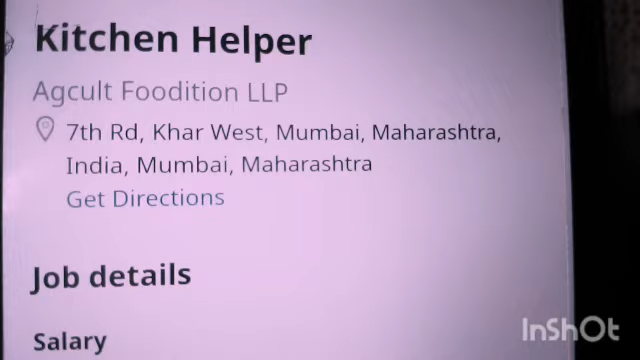 Kitchen Helper
Agcult Foodition LLP
7th Rd, Khar West, Mumbai, Maharashtra,
India, Mumbai, Maharashtra
Get Directions
Job details
Salary
InShOt